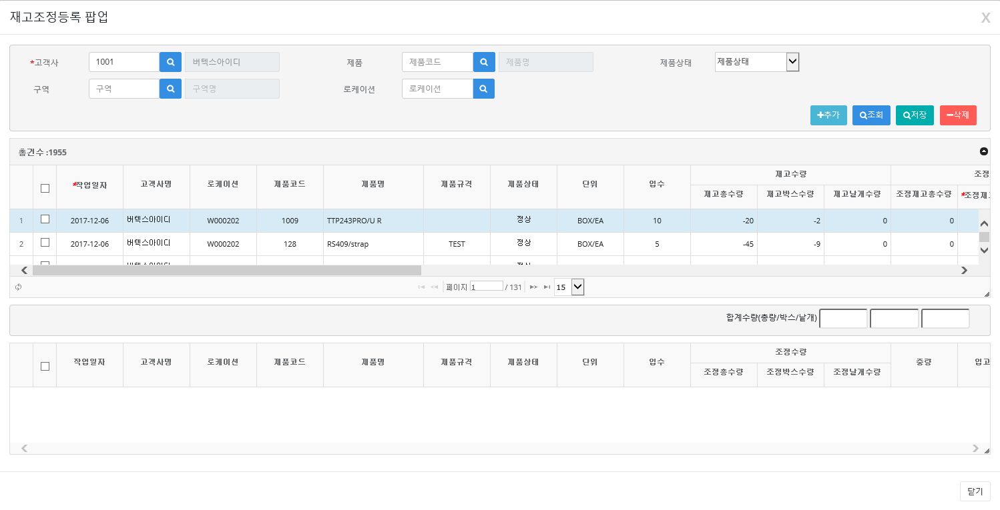 재고조정등록 팝업 X
*고객사 1001 버텍스아이디 제품 제품코드 제품명 제품상태 제품상태
구역 구역 구역명 로케이션 로케이션
추가 조회 저장 삭제
총건수 :1955
*작업일자 고객사명 로케이션 제품코드 제품명 제품규격 제품상태 단위 입수 재고수량 조정
재고총수량 재고박스수량 재고낱개수량 조정재고총수량 *조정재
1 2017-12-06 버텍스아이디 W000202 1009 TTP243PRO/U R 정상 BOX/EA 10 -20 -2 0 0
2 2017-12-06 버텍스아이디 W000202 128 RS409/strap TEST 정상 BOX/EA 5 -45 -9 0 0
페이지 1 / 131 15
합계수량(총량/박스/낱개)
작업일자 고객사명 로케이션 제품코드 제품명 제품규격 제품상태 단위 입수 조정수량 중량 입고
조정총수량 조정박스수량 조정낱개수량
닫기